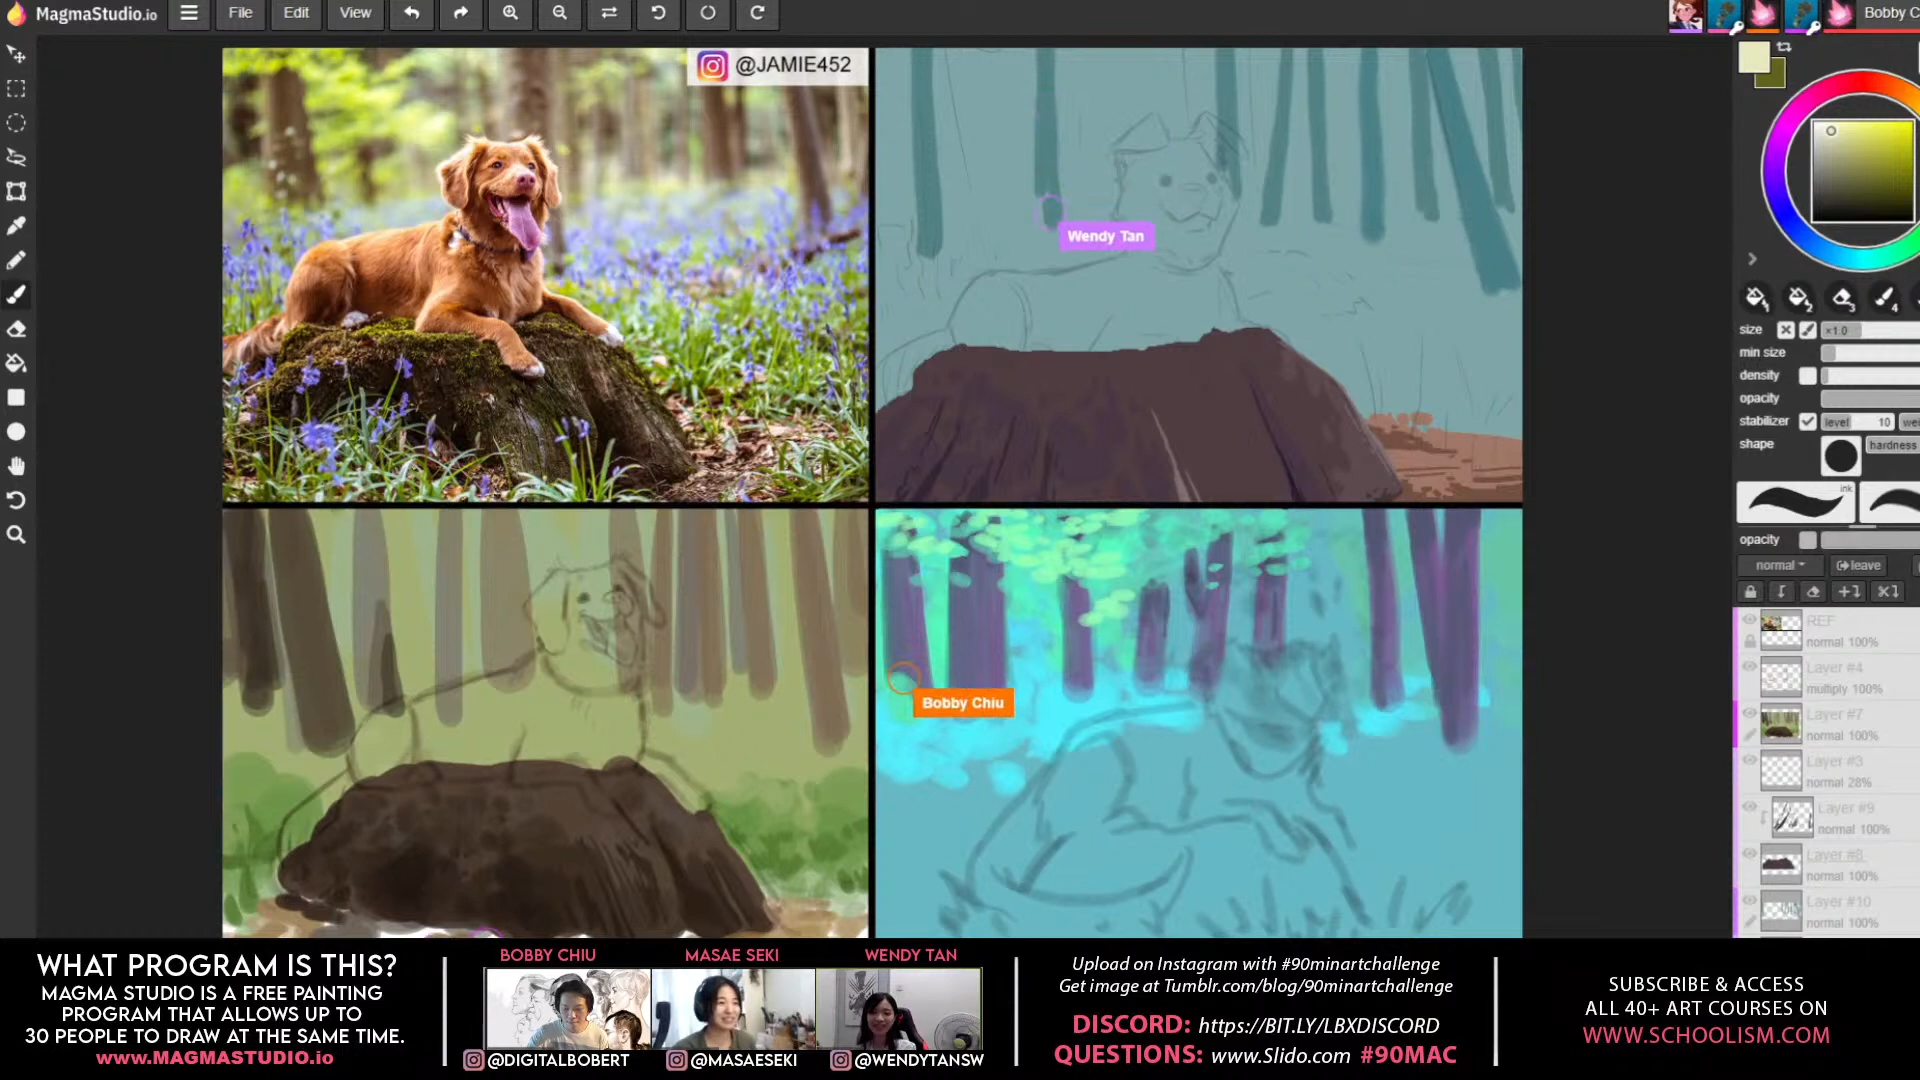 MagmaStudio.io
File
Edit
View
Bobby C
@JAMIE452
Wendy Tan
Bobby Chiu
size
×1.0
min size
density
opacity
stabilizer
level 10
wei
shape
hardness
ink
opacity
normal
leave
REF
normal 100%
Layer #4
multiply 100%
Layer #7
normal 100%
Layer #3
normal 28%
Layer #9
normal 100%
Layer #8
normal 100%
Layer #10
normal 100%
WHAT PROGRAM IS THIS?
MAGMA STUDIO IS A FREE PAINTING
PROGRAM THAT ALLOWS UP TO
30 PEOPLE TO DRAW AT THE SAME TIME.
www.MAGMASTUDIO.io
BOBBY CHIU
MASAE SEKI
WENDY TAN
@DIGITALBOBERT
@MASAESEKI
@WENDYTANSW
Upload on Instagram with #90minartchallenge
Get image at Tumblr.com/blog/90minartchallenge
DISCORD: https://BIT.LY/LBXDISCORD
QUESTIONS: www.Slido.com #90MAC
SUBSCRIBE & ACCESS
ALL 40+ ART COURSES ON
WWW.SCHOOLISM.COM